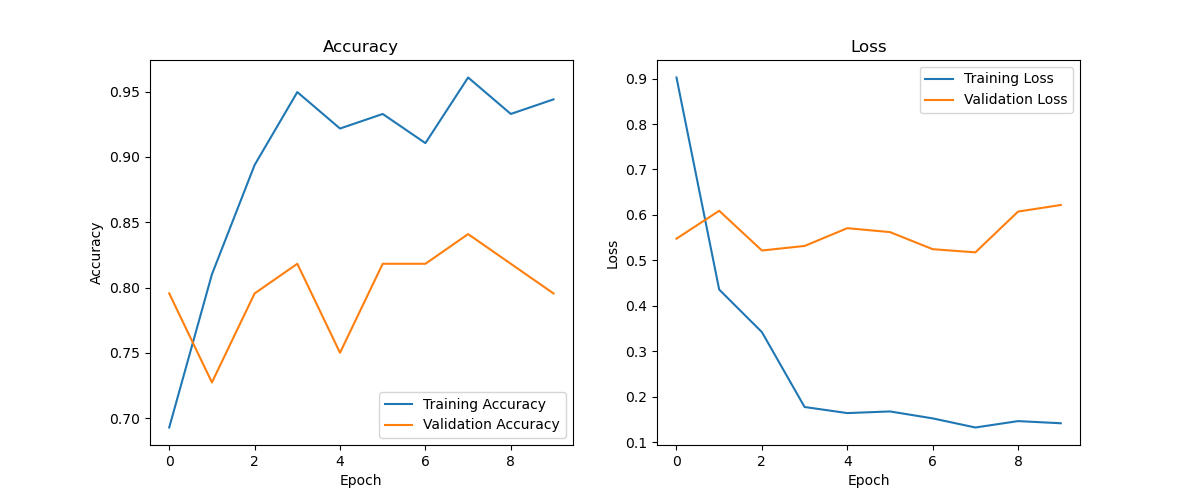 Accuracy
0.95
0.90
0.85
0.80
0.75
0.70
Accuracy
0
2
4
6
8
Epoch
Training Accuracy
Validation Accuracy
Loss
0.9
0.8
0.7
0.6
0.5
0.4
0.3
0.2
0.1
Loss
0
2
4
6
8
Epoch
Training Loss
Validation Loss